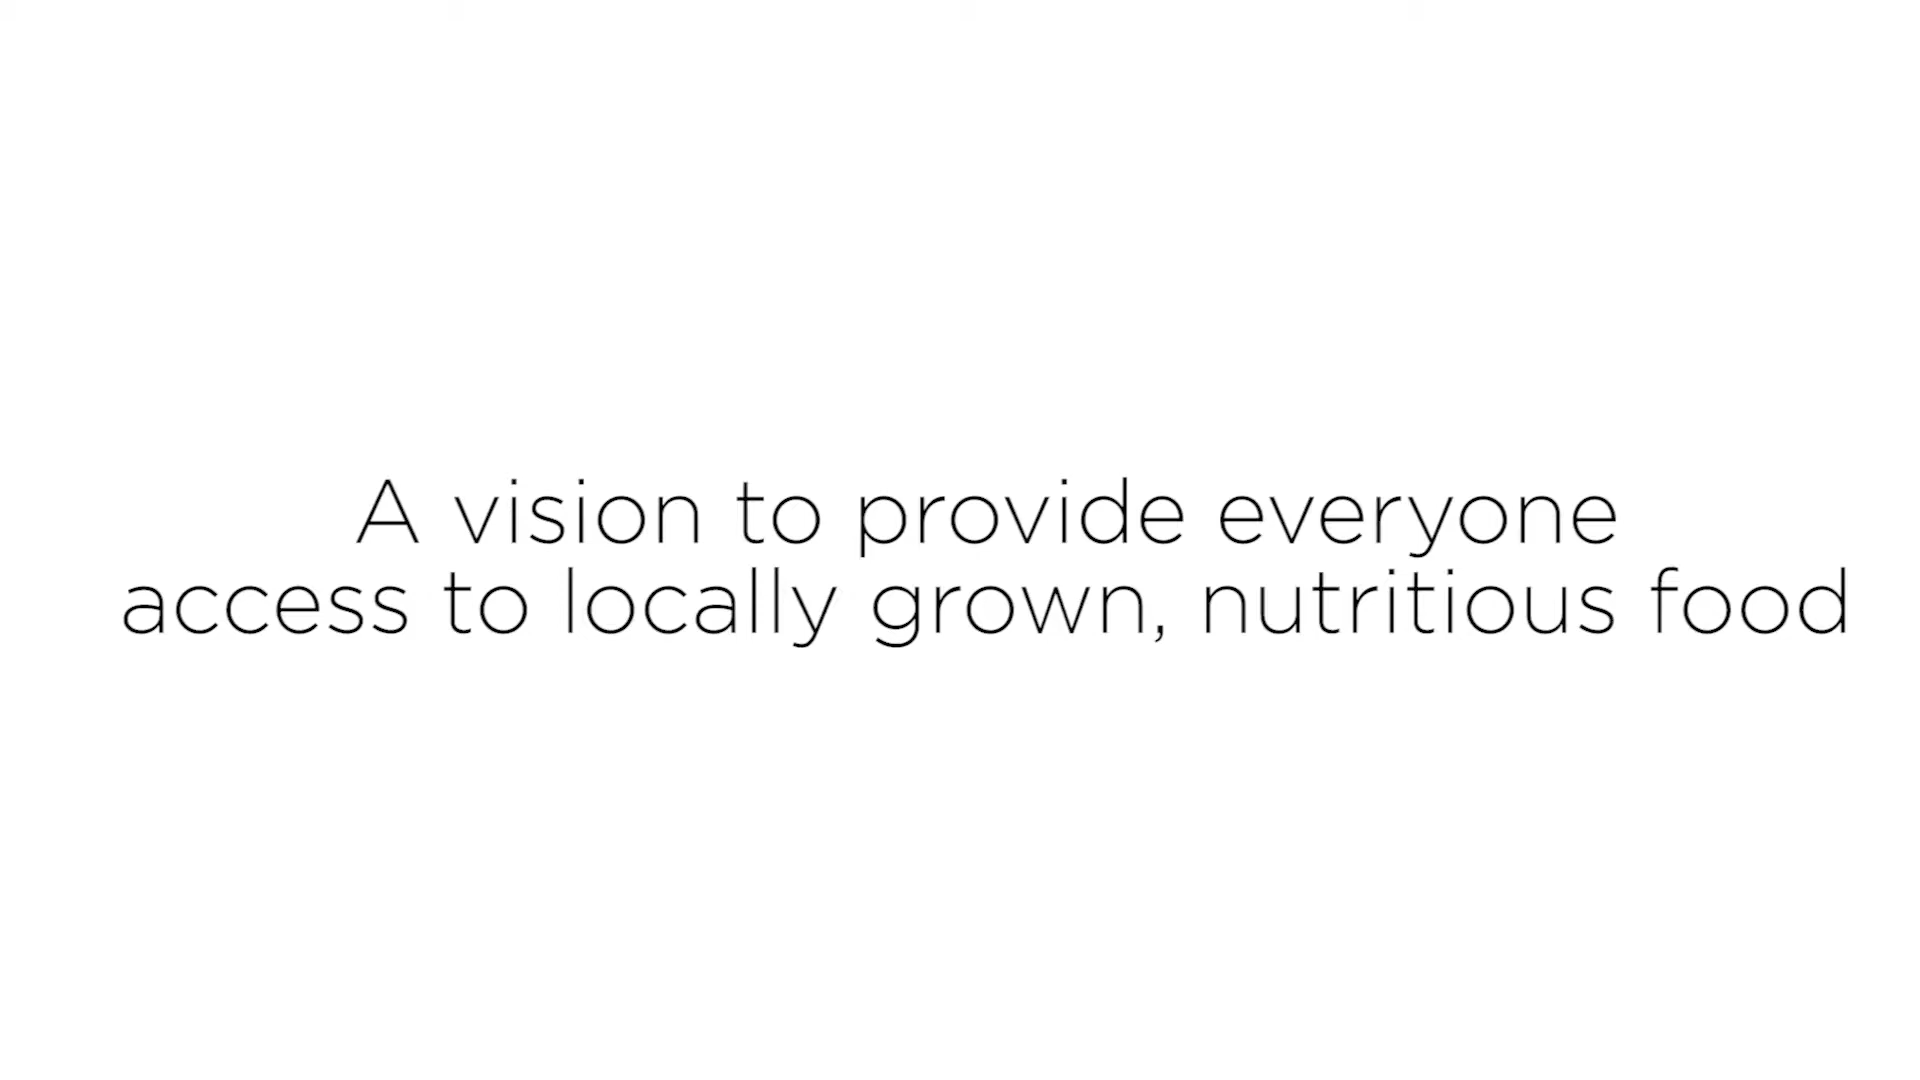 A vision to provide everyone
access to locally grown, nutritious food